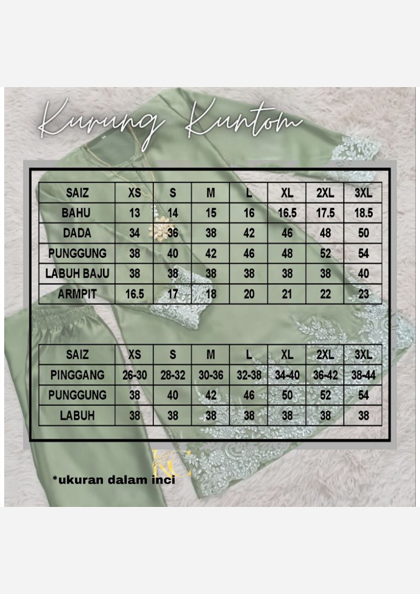 Kurung Kuntom
SAIZ XS S M L XL 2XL 3XL
BAHU 13 14 15 16 16.5 17.5 18.5
DADA 34 36 38 42 46 48 50
PUNGGUNG 38 40 42 46 48 52 54
LABUH BAJU 38 38 38 38 38 38 40
ARMPIT 16.5 17 18 20 21 22 23
SAIZ XS S M L XL 2XL 3XL
PINGGANG 26-30 28-32 30-36 32-38 34-40 36-42 38-44
PUNGGUNG 38 40 42 46 50 52 54
LABUH 38 38 38 38 38 38 38
*ukuran dalam inci